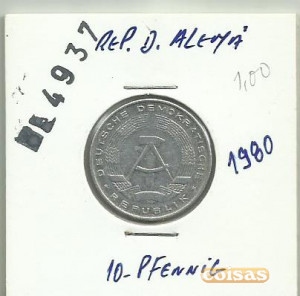 REP. D. ALEMÃ
4937
1,00
DEUTSCHE DEMOKRATISCHE
REPUBLIK
1980
10-PFENNIG
coisas